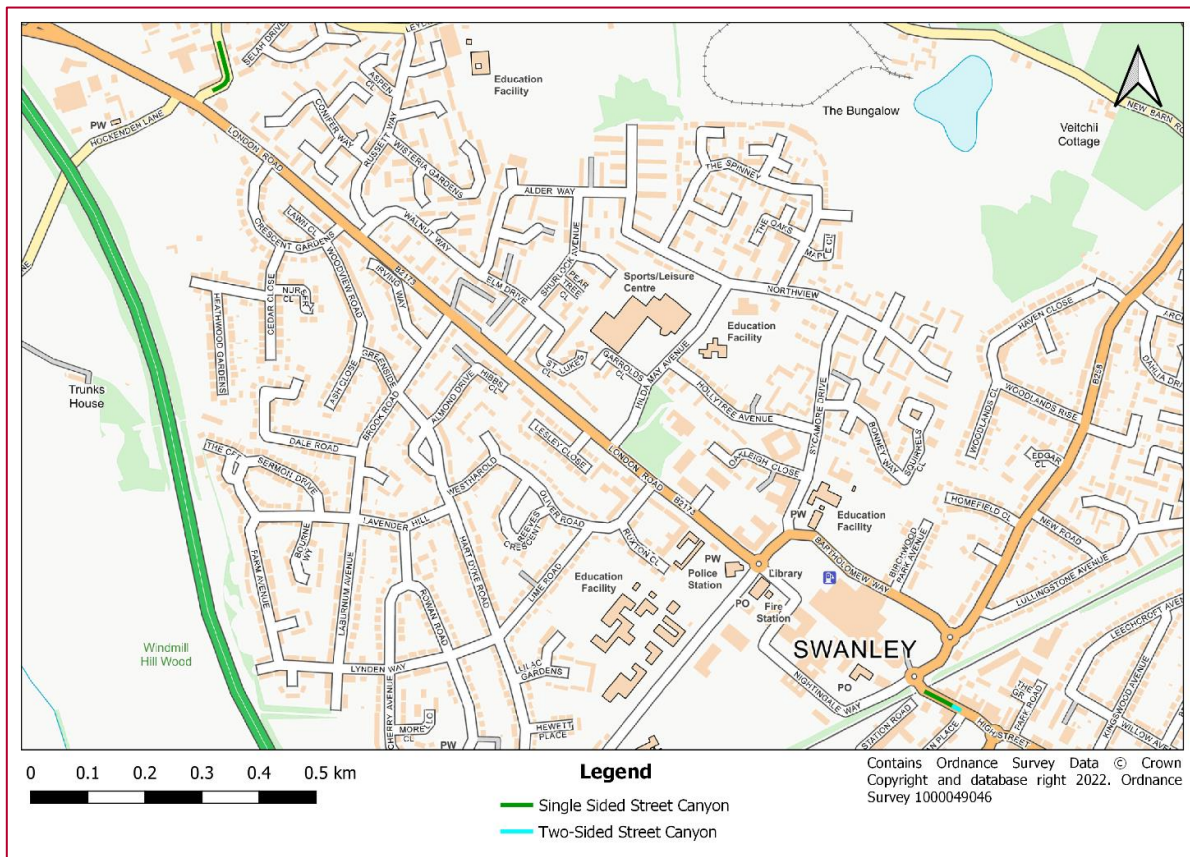 SELAH DRIVE
ASPEN
CL
Education
Facility
CONIFER WAY
RUSSETT WAY
WISTERIA GARDENS
HOCKENDEN LANE
PW
LONDON ROAD
The Bungalow
NEW BARN RO
Veitchii
Cottage
THE SPINNEY
ALDER WAY
THE OAKS
MAPLE CL
LAWN CL
CRESCENT GARDENS
WALNUT WAY
SHURLOCK AVENUE
PEAR
TREE
CL
ELM DRIVE
B2173
IRVING WAY
WOODVIEW ROAD
CEDAR CLOSE
HEATHWOOD GARDENS
Sports/Leisure
Centre
NORTHVIEW
Education
Facility
HAVEN CLOSE
ARC
DAHLIA DR
B258
Trunks
House
GREENSIDE
ASH CLOSE
BROOK ROAD
ALMOND DRIVE
HIBBS
CL
ST LUKE'S
CL
GARROLDS
CL
HILDA MAY AVENUE
HOLLYTREE AVENUE
SYCAMORE DRIVE
BONNEY WAY
SQUIRRELS
CL
WOODLANDS CL
WOODLANDS RISE
EDGAR
CL
DALE ROAD
SERMON DRIVE
LESLEY CLOSE
LONDON ROAD
OAKLEIGH CLOSE
WESTHAROLD
OLIVER ROAD
REEVES
CRESCENT
B2173
HOMEFIELD CL
NEW ROAD
PW
Education
Facility
LAVENDER HILL
BOURNE
WY
FARM AVENUE
LABURNUM AVENUE
HART DYKE ROAD
ROWAN ROAD
LIME ROAD
RUXTON CL
PW
Police
Station
Library
BARTHOLOMEW WAY
BIRCHWOOD
PARK AVENUE
LULLINGSTONE AVENUE
Education
Facility
PO
Fire
Station
SWANLEY
LEECHCROFT AVEN
Windmill
Hill Wood
LYNDEN WAY
LILAC
GARDENS
NIGHTINGALE WAY
PO
THE
GR
PARK ROAD
KINGSWOOD AVENUE
WILLOW AVE
CHERRY AVENUE
PW
HEWETT
PLACE
STATION ROAD
HIGH STREET
0 0.1 0.2 0.3 0.4 0.5 km
Legend
Single Sided Street Canyon
Two-Sided Street Canyon
Contains Ordnance Survey Data © Crown
Copyright and database right 2022. Ordnance
Survey 1000049046